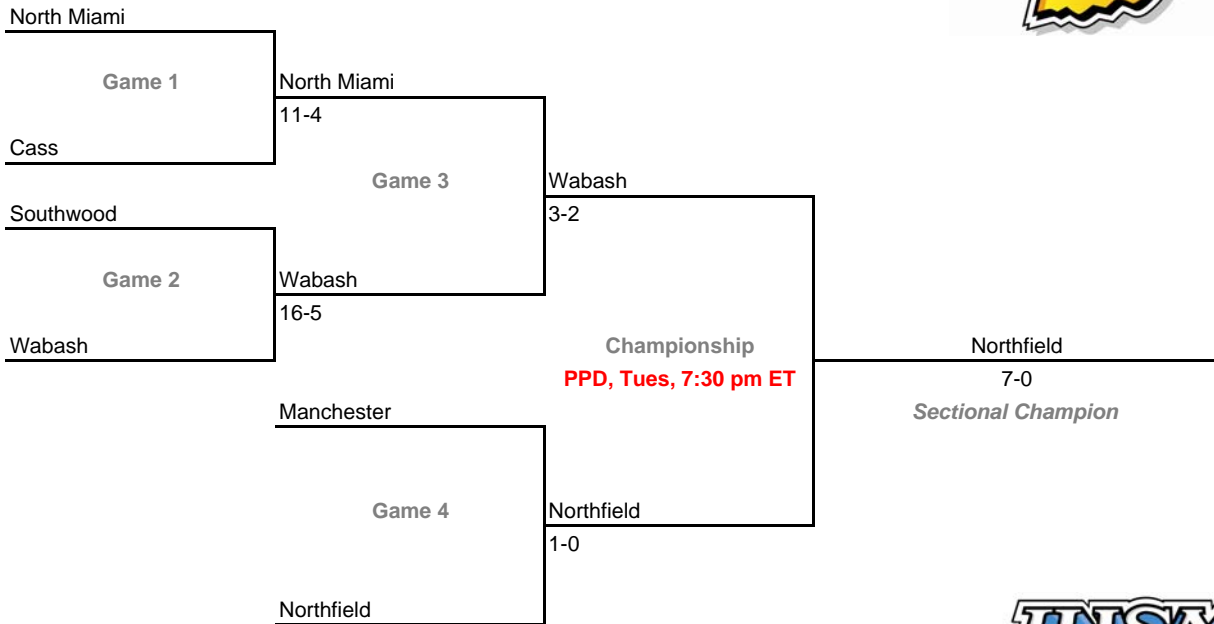 North Miami
Game 1
North Miami
11-4
Cass
Game 3
Wabash
3-2
Southwood
Game 2
Wabash
16-5
Wabash
Championship
PPD, Tues, 7:30 pm ET
Northfield
7-0
Sectional Champion
Manchester
Game 4
Northfield
1-0
Northfield